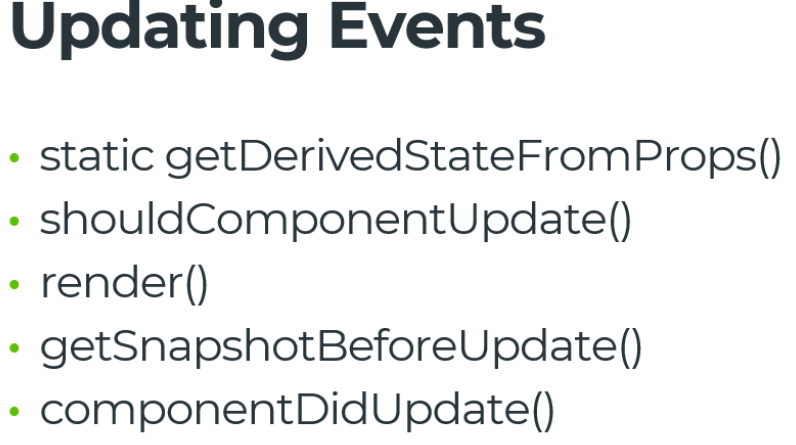 Updating Events
• static getDerivedStateFromProps()
• shouldComponentUpdate()
• render()
• getSnapshotBeforeUpdate()
• componentDidUpdate()